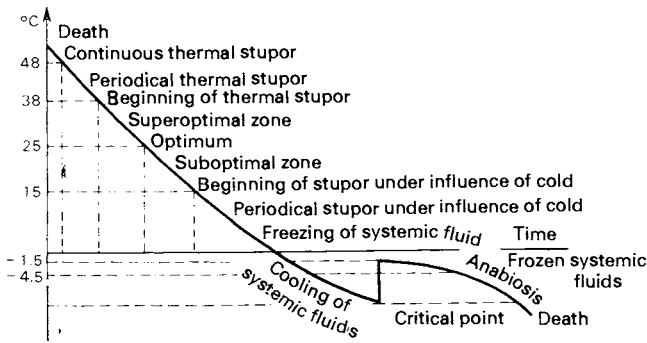 °C
Death
Continuous thermal stupor
48
Periodical thermal stupor
38
Beginning of thermal stupor
Superoptimal zone
25
Optimum
Suboptimal zone
15
Beginning of stupor under influence of cold
Periodical stupor under influence of cold
Freezing of systemic fluid
Time
-1.5
Frozen systemic
fluids
-4.5
Cooling of
systemic fluids
Anabiosis
Critical point
Death